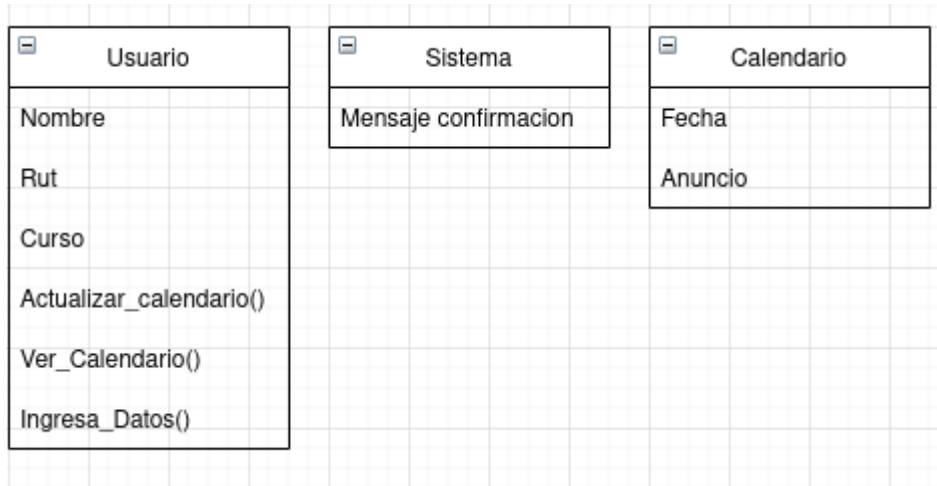 Usuario
Nombre
Rut
Curso
Actualizar_calendario()
Ver_Calendario()
Ingresa_Datos()
Sistema
Mensaje confirmacion
Calendario
Fecha
Anuncio